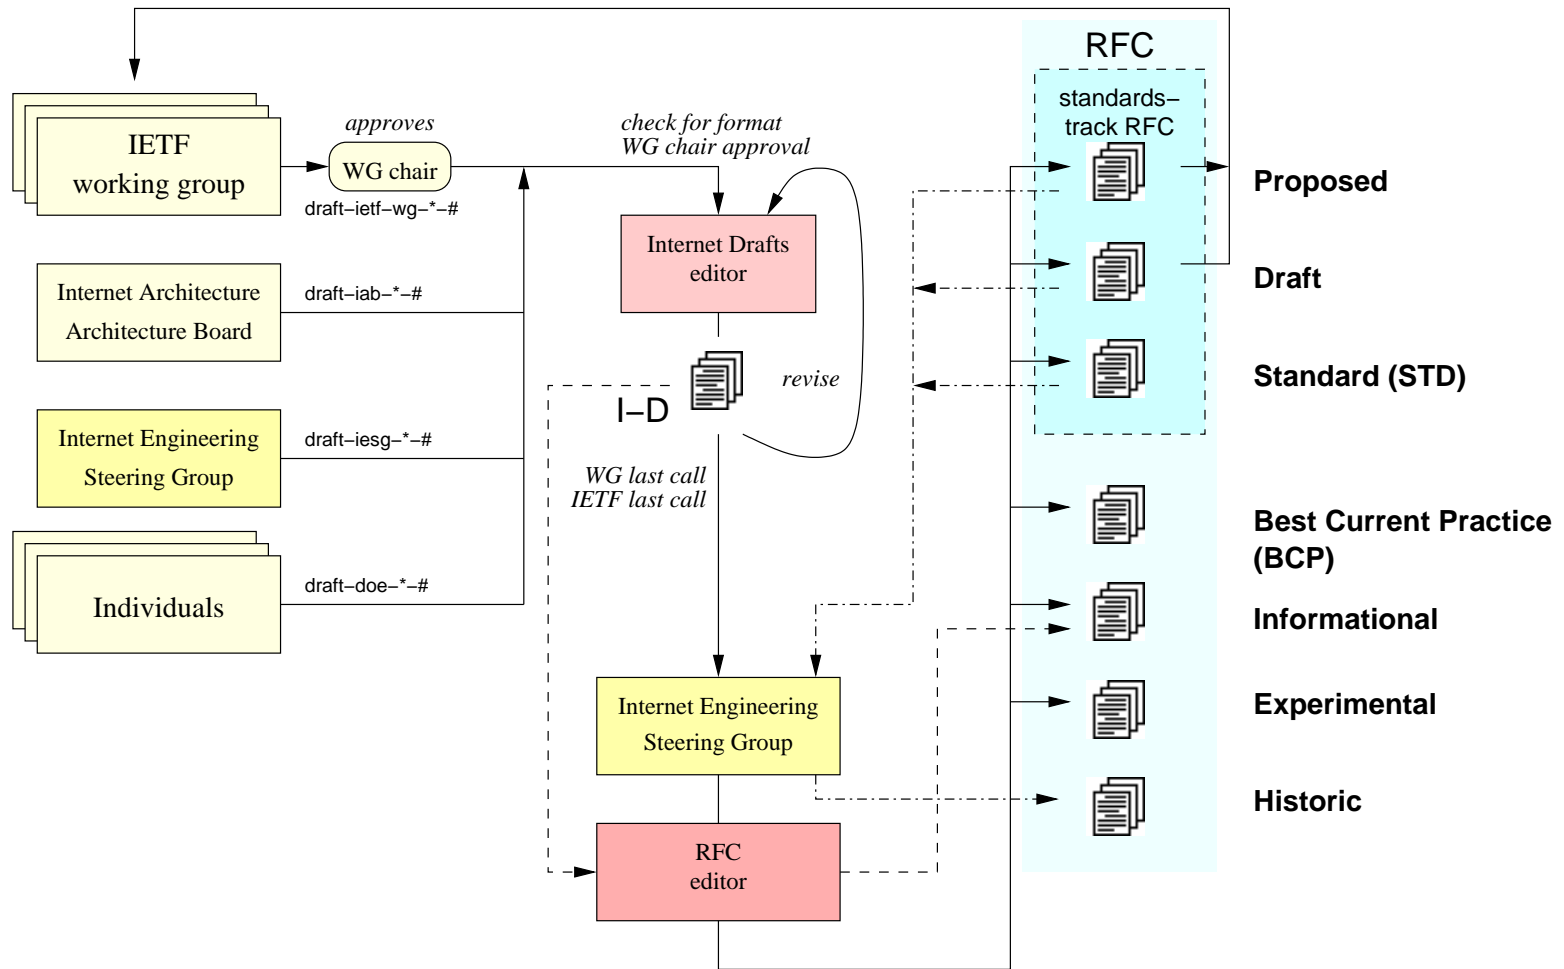 RFC
standards–
track RFC
IETF
working group
approves
WG chair
draft–ietf–wg–*–#
check for format
WG chair approval
Internet Drafts
editor
Internet Architecture
Architecture Board
draft–iab–*–#
revise
I–D
Internet Engineering
Steering Group
draft–iesg–*–#
WG last call
IETF last call
Individuals
draft–doe–*–#
Internet Engineering
Steering Group
RFC
editor
Proposed
Draft
Standard (STD)
Best Current Practice
(BCP)
Informational
Experimental
Historic